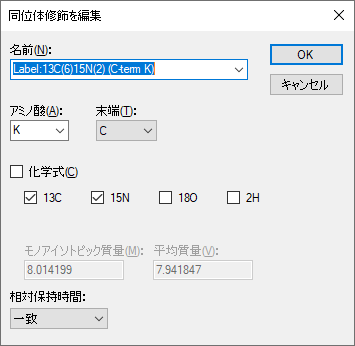 同位体修飾を編集
名前(N):
Label:13C(6)15N(2) (C-term K)
OK
キャンセル
アミノ酸(A):
末端(T):
K
C
化学式(C)
13C
15N
18O
2H
モノアイソトピック質量(M):
平均質量(V):
8.014199
7.941847
相対保持時間:
一致